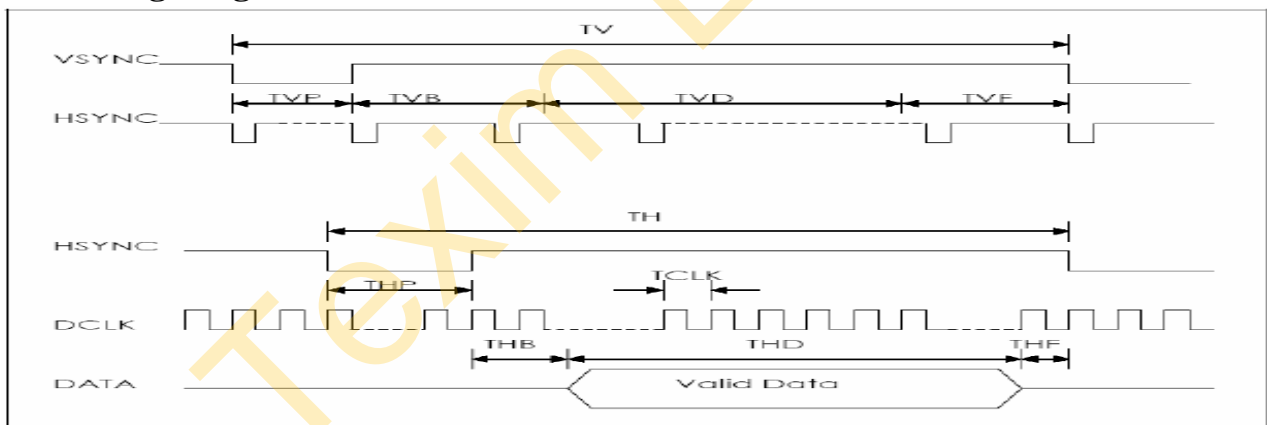 TV
VSYNC
TVP TVB TVD TVF
HSYNC
TH
HSYNC
THP TCLK
DCLK
THB THD THF
DATA Valid Data
Texim